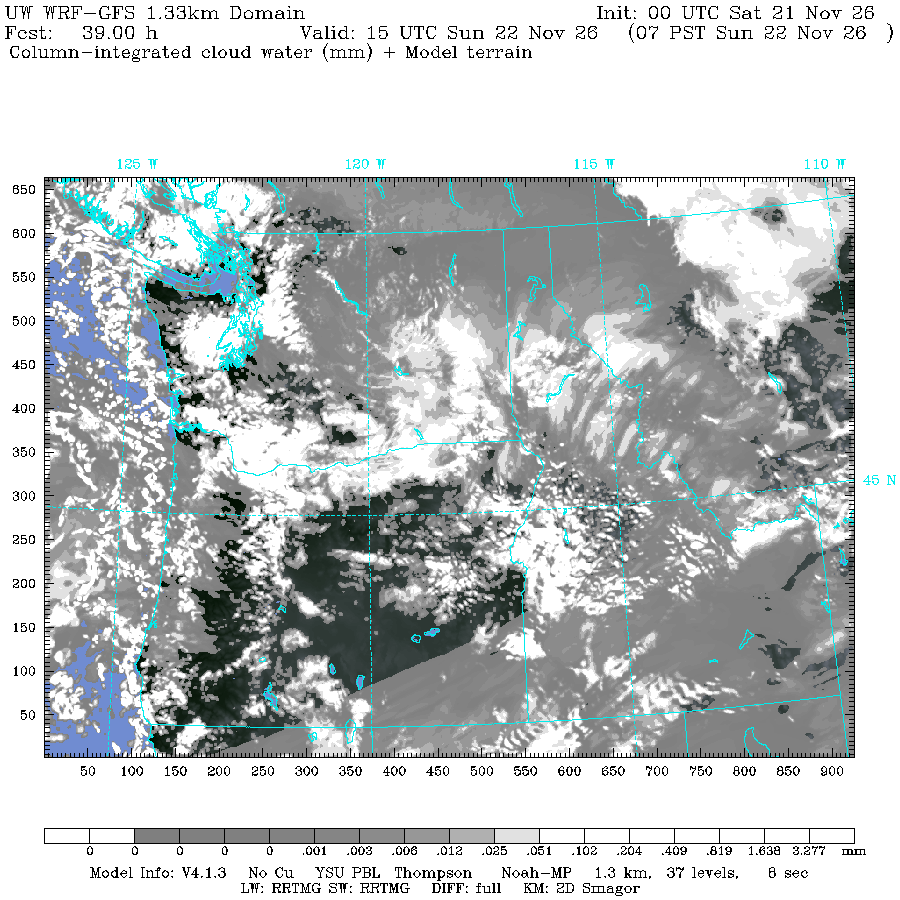 UW WRF-GFS 1.33km Domain Init: 00 UTC Sat 21 Nov 26
Fcst: 39.00 h Valid: 15 UTC Sun 22 Nov 26 (07 PST Sun 22 Nov 26 )
Column-integrated cloud water (mm) + Model terrain
125 W 120 W 115 W 110 W
650
600
550
500
450
400
350
45 N
300
250
200
150
100
50
50 100 150 200 250 300 350 400 450 500 550 600 650 700 750 800 850 900
0 0 0 0 0 .001 .003 .006 .012 .025 .051 .102 .204 .409 .819 1.638 3.277 mm
Model Info: V4.1.3 No Cu YSU PBL Thompson Noah-MP 1.3 km, 37 levels, 8 sec
LW: RRTMG SW: RRTMG DIFF: full KM: 2D Smagor